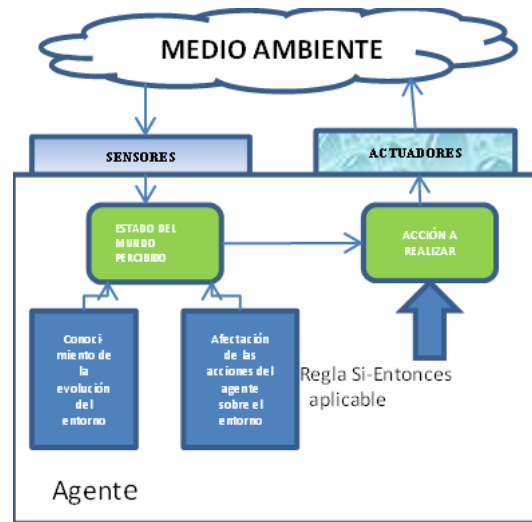 MEDIO AMBIENTE
SENSORES
ACTUADORES
ESTADO DEL
MUNDO
PERCIBIDO
ACCIÓN A
REALIZAR
Conoci-
miento de
la
evolución
del
entorno
Afectación
de las
acciones del
agente
sobre el
entorno
Regla Si-Entonces
aplicable
Agente